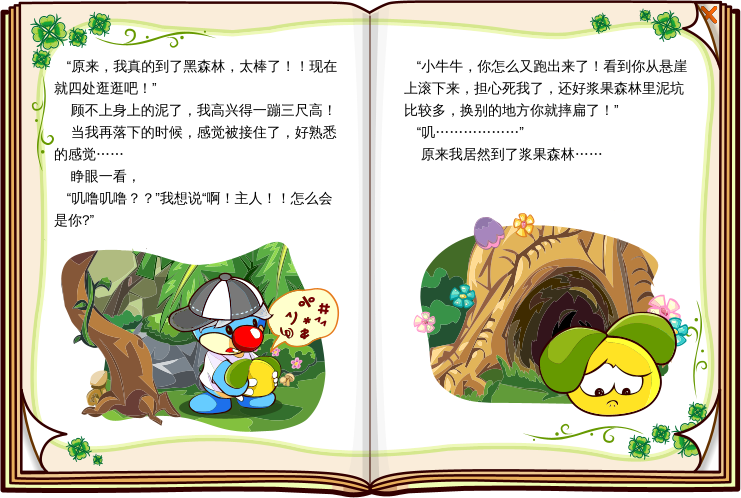 “原来，我真的到了黑森林，太棒了！！现在
就四处逛逛吧！”
顾不上身上的泥了，我高兴得一蹦三尺高！
当我再落下的时候，感觉被接住了，好熟悉
的感觉……
睁眼一看，
“叽噜叽噜？？”我想说“啊！主人！！怎么会
是你?”
“小牛牛，你怎么又跑出来了！看到你从悬崖
上滚下来，担心死我了，还好浆果森林里泥坑
比较多，换别的地方你就摔扁了！”
“叽………………”
原来我居然到了浆果森林……